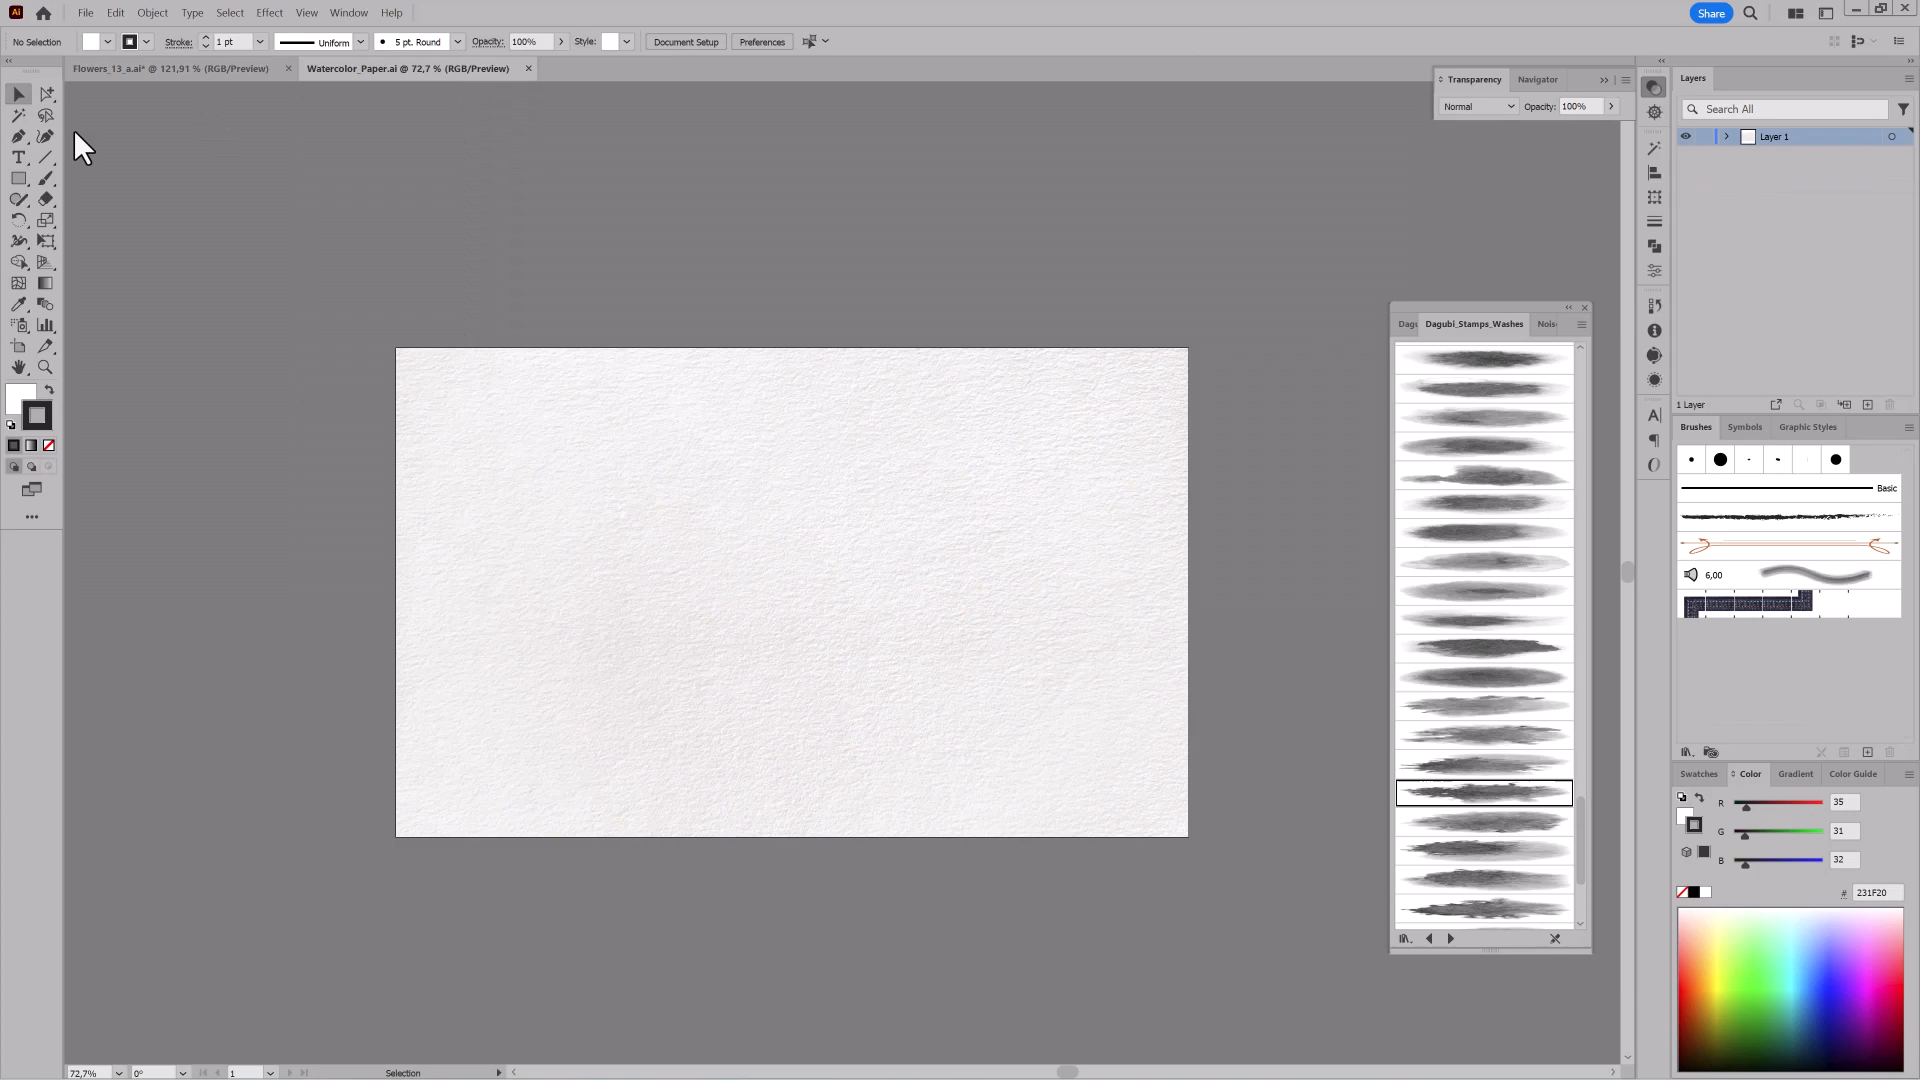 Ai File Edit Object Type Select Effect View Window Help Share
No Selection Stroke: 1 pt Uniform 5 pt. Round Opacity: 100% Style: Document Setup Preferences
Flowers_13_a.ai* @ 121,91 % (RGB/Preview) Watercolor_Paper.ai @ 72,7 % (RGB/Preview)
Transparency Navigator
Normal Opacity: 100%
Layers
Search All
Layer 1
Dagubi_Stamps_Washes
1 Layer
Brushes Symbols Graphic Styles
Basic
6,00
Swatches Color Gradient Color Guide
R 35
G 31
B 32
# 231F20
72,7% 0° 1 Selection